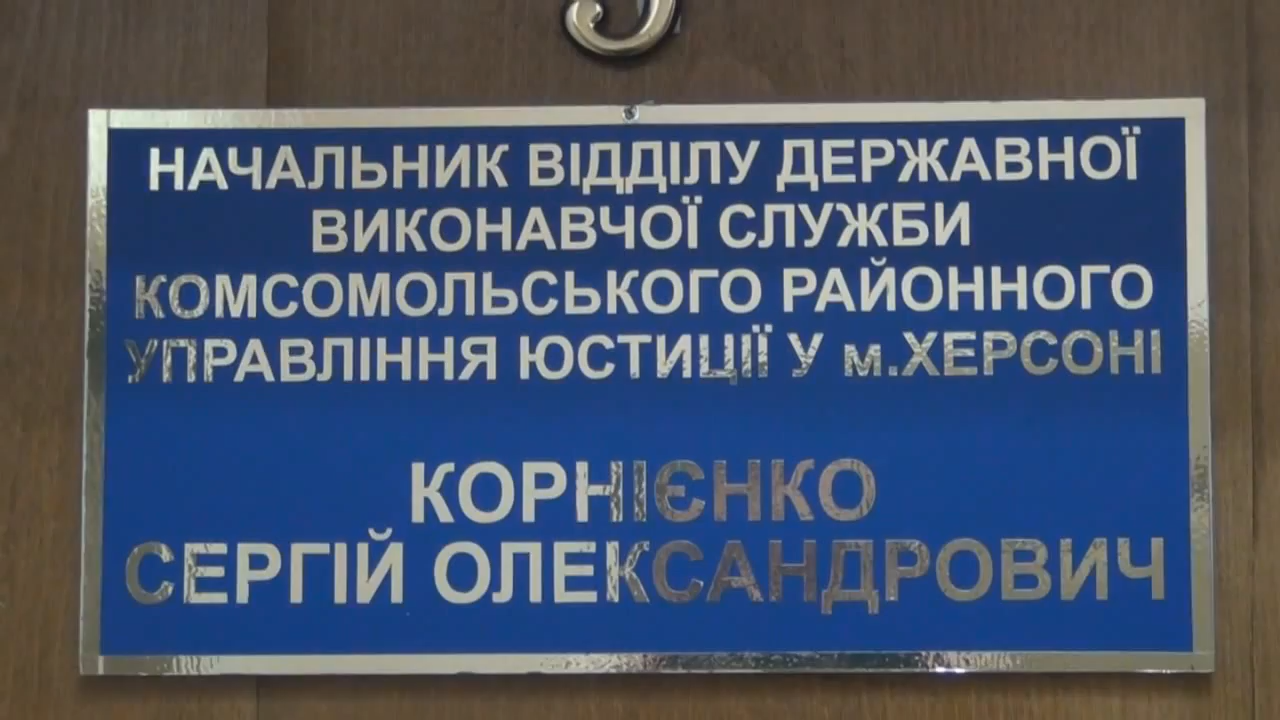 НАЧАЛЬНИК ВІДДІЛУ ДЕРЖАВНОЇ
ВИКОНАВЧОЇ СЛУЖБИ
КОМСОМОЛЬСЬКОГО РАЙОННОГО
УПРАВЛІННЯ ЮСТИЦІЇ У м.ХЕРСОНІ
КОРНІЄНКО
СЕРГІЙ ОЛЕКСАНДРОВИЧ